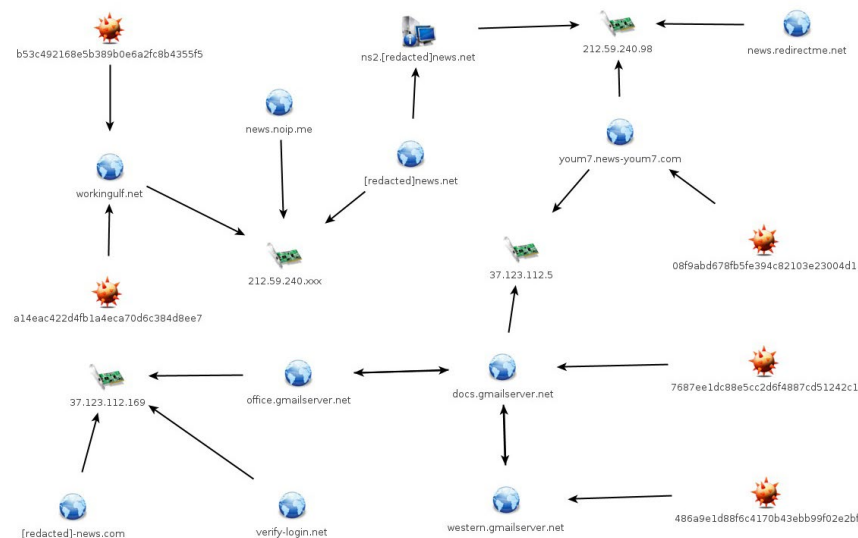 b53c492168e5b389b0e6a2fc8b4355f5
ns2.[redacted]news.net
212.59.240.98
news.redirectme.net
news.noip.me
workingulf.net
[redacted]news.net
youm7.news-youm7.com
212.59.240.xxx
37.123.112.5
08f9abd678fb5fe394c82103e23004d1
a14eac422d4fb1a4eca70d6c384d8ee7
37.123.112.169
office.gmailserver.net
docs.gmailserver.net
7687ee1dc88e5cc2d6f4887cd51242c1
[redacted]-news.com
verify-login.net
western.gmailserver.net
486a9e1d88f6c4170b43ebb99f02e2bf